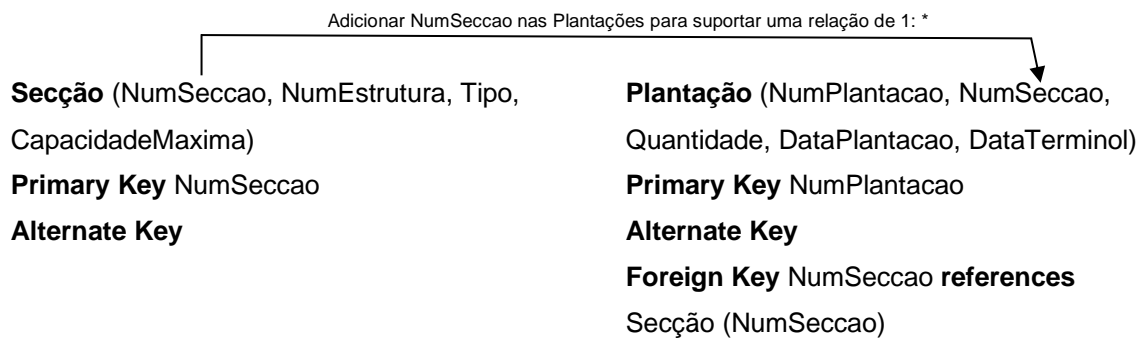 Adicionar NumSeccao nas Plantações para suportar uma relação de 1: *
Secção (NumSeccao, NumEstrutura, Tipo,
CapacidadeMaxima)
Primary Key NumSeccao
Alternate Key
Plantação (NumPlantacao, NumSeccao,
Quantidade, DataPlantacao, DataTerminol)
Primary Key NumPlantacao
Alternate Key
Foreign Key NumSeccao references
Secção (NumSeccao)